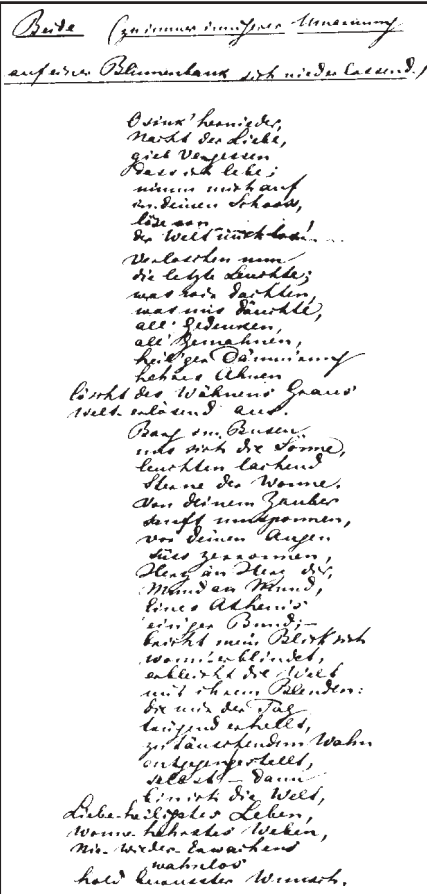 Beide (zu immer innigerer Umarmung
auf einer Blumenbank sich niederlassend.)
O sink' hernieder,
Nacht der Liebe,
gieb Vergessen
dass ich lebe;
nimm mich auf
in deinen Schooss,
löse von
der Welt mich los!...
Verloschen nun
die letzte Leuchte;
was wir dachten,
was uns däuchte,
all' Gedenken,
all' Gemahnen,
heil'ger Dämm'rung
hehres Ahnen
löscht des Wähnens Graus
Welt-erlösend aus.
Barg im Busen
uns sich die Sonne,
leuchten lachend
Sterne der Wonne.
Von deinem Zauber
sanft umsponnen,
vor deinen Augen
süss zerronnen,
Herz an Herz dir,
Mund an Mund,
Eines Athems
einiger Bund;—
bricht mein Blick sich
wonn'erblindet,
erbleicht die Welt
mit ihrem Blenden:
die mir der Tag
trügend erhellt,
zu täuschendem Wahn
entgegengestellt,
selbst — dann
bin ich die Welt,
Liebe-heiligstes Leben,
Wonne-hehrstes Weben,
Nie-wieder-Erwachens
wahnlos
hold bewusster Wunsch.